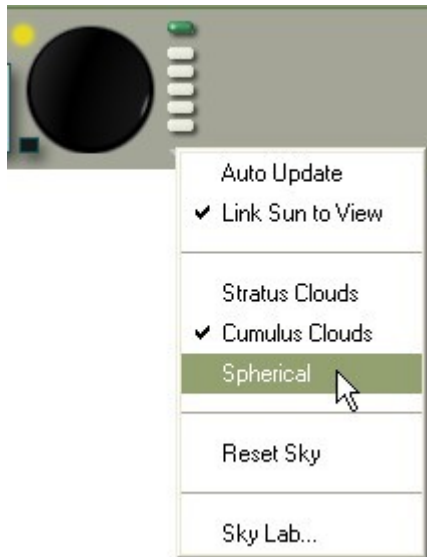 Auto Update
Link Sun to View
Stratus Clouds
Cumulus Clouds
Spherical
Reset Sky
Sky Lab...